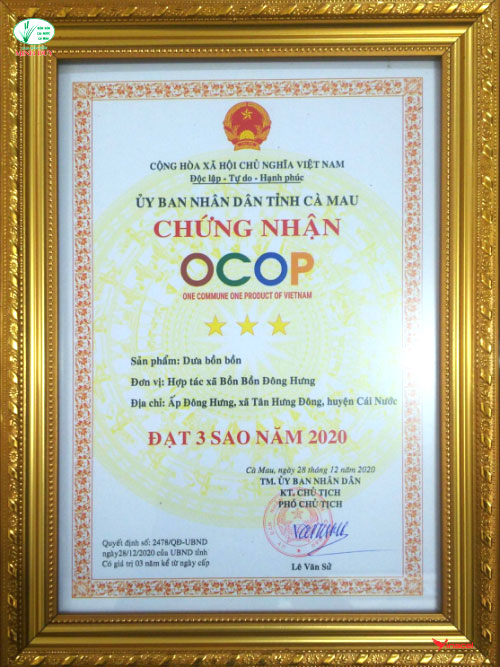 CỘNG HÒA XÃ HỘI CHỦ NGHĨA VIỆT NAM
Độc lập - Tự do - Hạnh phúc
ỦY BAN NHÂN DÂN TỈNH CÀ MAU
CHỨNG NHẬN
OCOP
ONE COMMUNE ONE PRODUCT OF VIETNAM
Sản phẩm: Dưa bồn bồn
Đơn vị: Hợp tác xã Bồn Bồn Đông Hưng
Địa chỉ: Ấp Đông Hưng, xã Tân Hưng Đông, huyện Cái Nước
ĐẠT 3 SAO NĂM 2020
Cà Mau, ngày 28 tháng 12 năm 2020
TM. ỦY BAN NHÂN DÂN
KT. CHỦ TỊCH
PHÓ CHỦ TỊCH
Quyết định số: 2478/QĐ-UBND
ngày28/12/2020 của UBND tỉnh
Có giá trị 03 năm kể từ ngày cấp
Lê Văn Sử